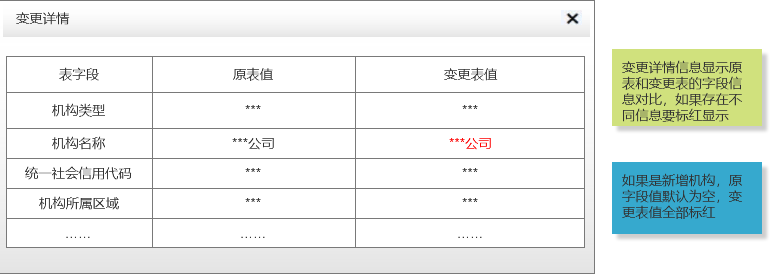 变更详情
表字段 原表值 变更表值
机构类型 *** ***
机构名称 ***公司 ***公司
统一社会信用代码 *** ***
机构所属区域 *** ***
…… …… ……
变更详情信息显示原
表和变更表的字段信
息对比，如果存在不
同信息要标红显示
如果是新增机构，原
字段值默认为空，变
更表值全部标红